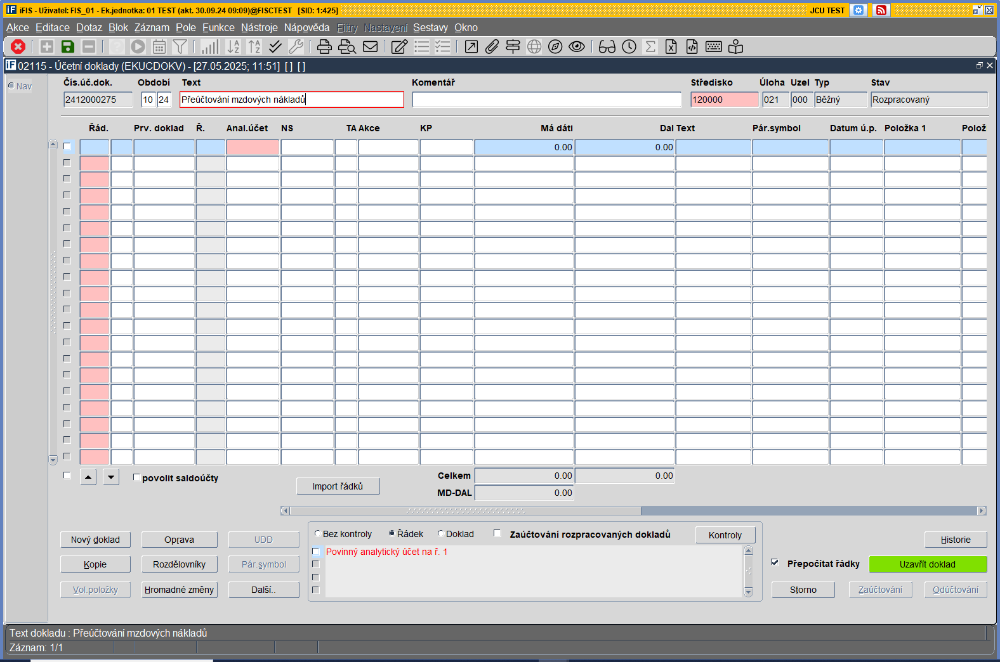 iF iFIS - Uživatel: FIS_01 - Ek.jednotka: 01 TEST (akt. 30.09.24 09:09)@FISCTEST [SID: 1:425] JCU TEST
Akce Editace Dotaz Blok Záznam Pole Funkce Nástroje Nápověda Filtry Nastavení Sestavy Okno
iF 02115 - Účetní doklady (EKUCDOKV) - [27.05.2025; 11:51] [ ] [ ]
Nav
Čís.úč.dok. Období Text Komentář Středisko Úloha Uzel Typ Stav
2412000275 10 24 Přeúčtování mzdových nákladů 120000 021 000 Běžný Rozpracovaný
Řád. Prv. doklad Ř. Anal.účet NS TA Akce KP Má dáti Dal Text Pár.symbol Datum ú.p. Položka 1 Polož
0.00 0.00
povolit saldoúčty
Import řádků
Celkem 0.00 0.00
MD-DAL 0.00
Nový doklad Oprava UDD
Kopie Rozdělovníky Pár.symbol
Vol.položky Hromadné změny Další..
Bez kontroly Řádek Doklad Zaúčtování rozpracovaných dokladů Kontroly
Povinný analytický účet na ř. 1
Historie
Přepočítat řádky Uzavřít doklad
Storno Zaúčtování Odúčtování
Text dokladu : Přeúčtování mzdových nákladů
Záznam: 1/1